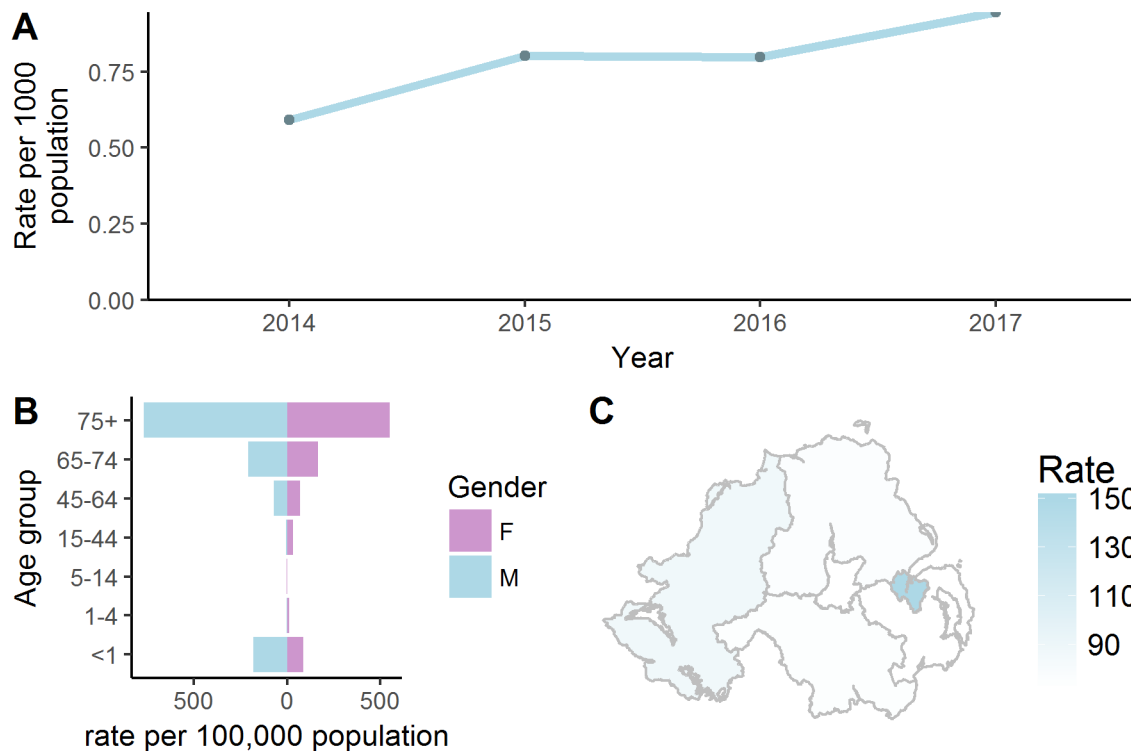 A
Rate per 1000
population
0.75
0.50
0.25
0.00
2014 2015 2016 2017
Year
B
Age group
75+
65-74
45-64
15-44
5-14
1-4
<1
500 0 500
rate per 100,000 population
Gender
F
M
C
Rate
150
130
110
90